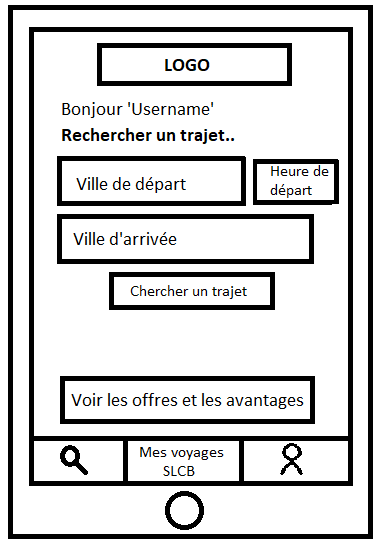 LOGO
Bonjour 'Username'
Rechercher un trajet..
Ville de départ
Heure de
départ
Ville d'arrivée
Chercher un trajet
Voir les offres et les avantages
Mes voyages
SLCB